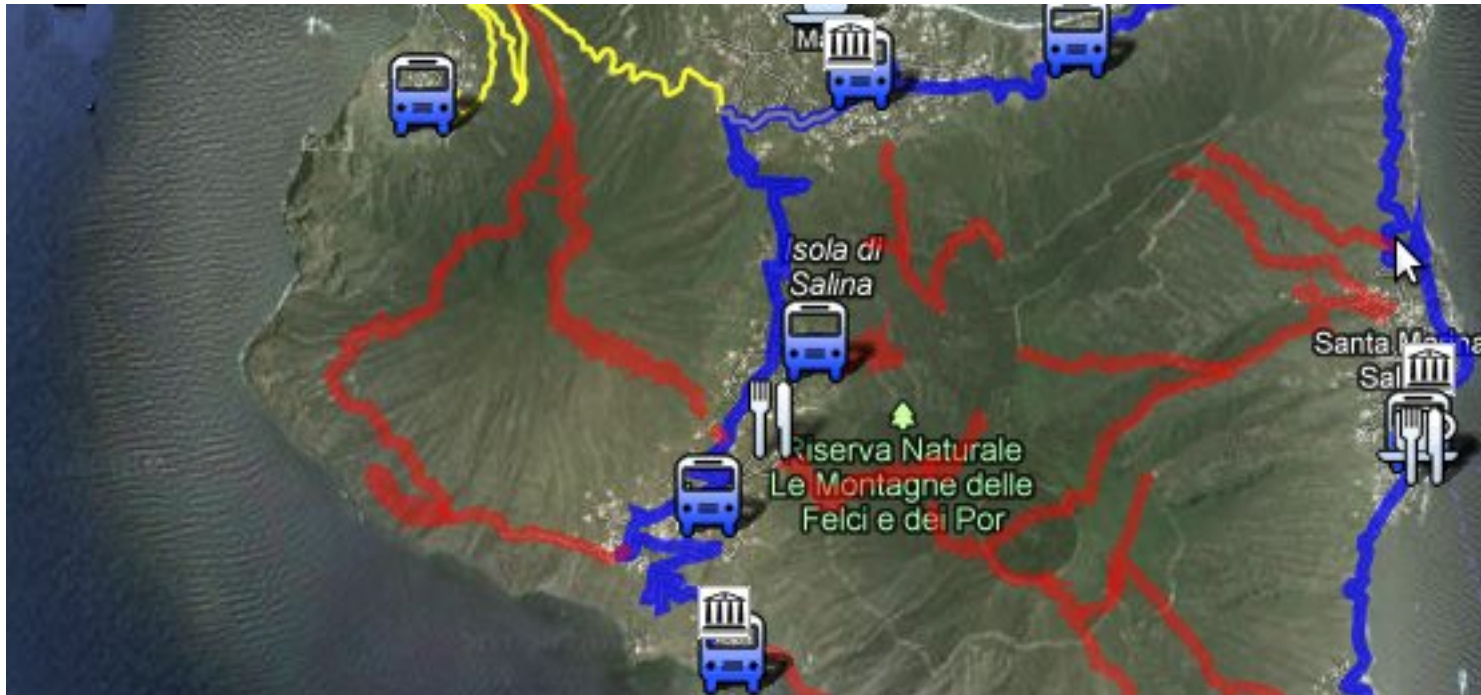 Isola di
Salina
Santa Marina
Riserva Naturale
Le Montagne delle
Felci e dei Por